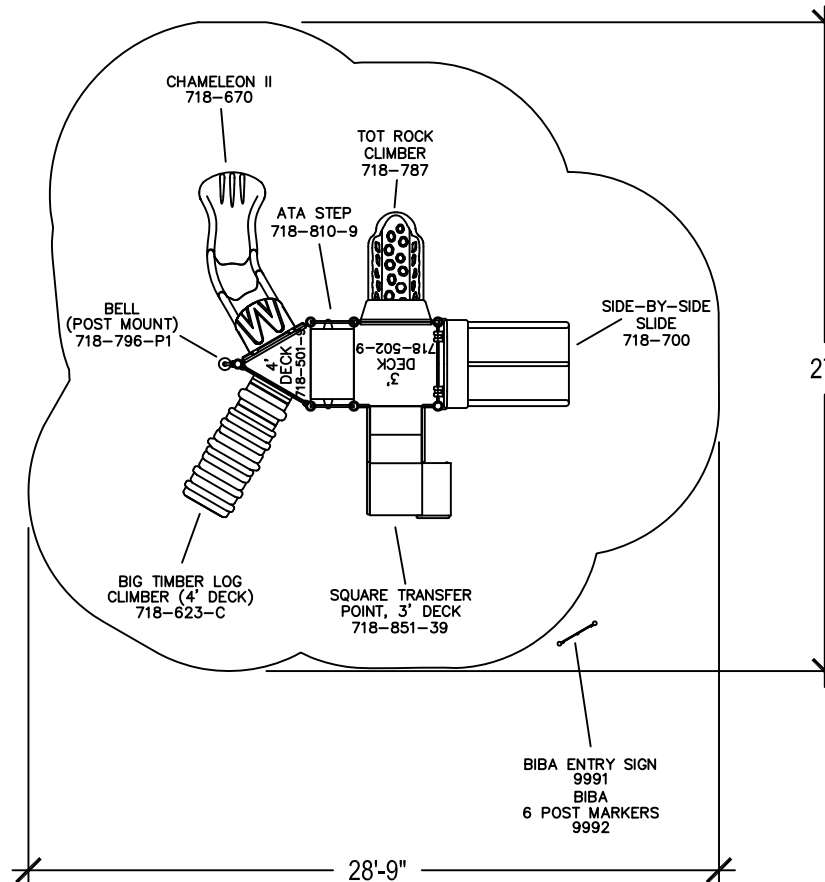 CHAMELEON II
718-670
TOT ROCK
CLIMBER
718-787
ATA STEP
718-810-9
BELL
(POST MOUNT)
718-796-P1
SIDE-BY-SIDE
SLIDE
718-700
4'
DECK
718-501-9
3'
DECK
718-502-9
BIG TIMBER LOG
CLIMBER (4' DECK)
718-623-C
SQUARE TRANSFER
POINT, 3' DECK
718-851-39
BIBA ENTRY SIGN
9991
BIBA
6 POST MARKERS
9992
28'-9"